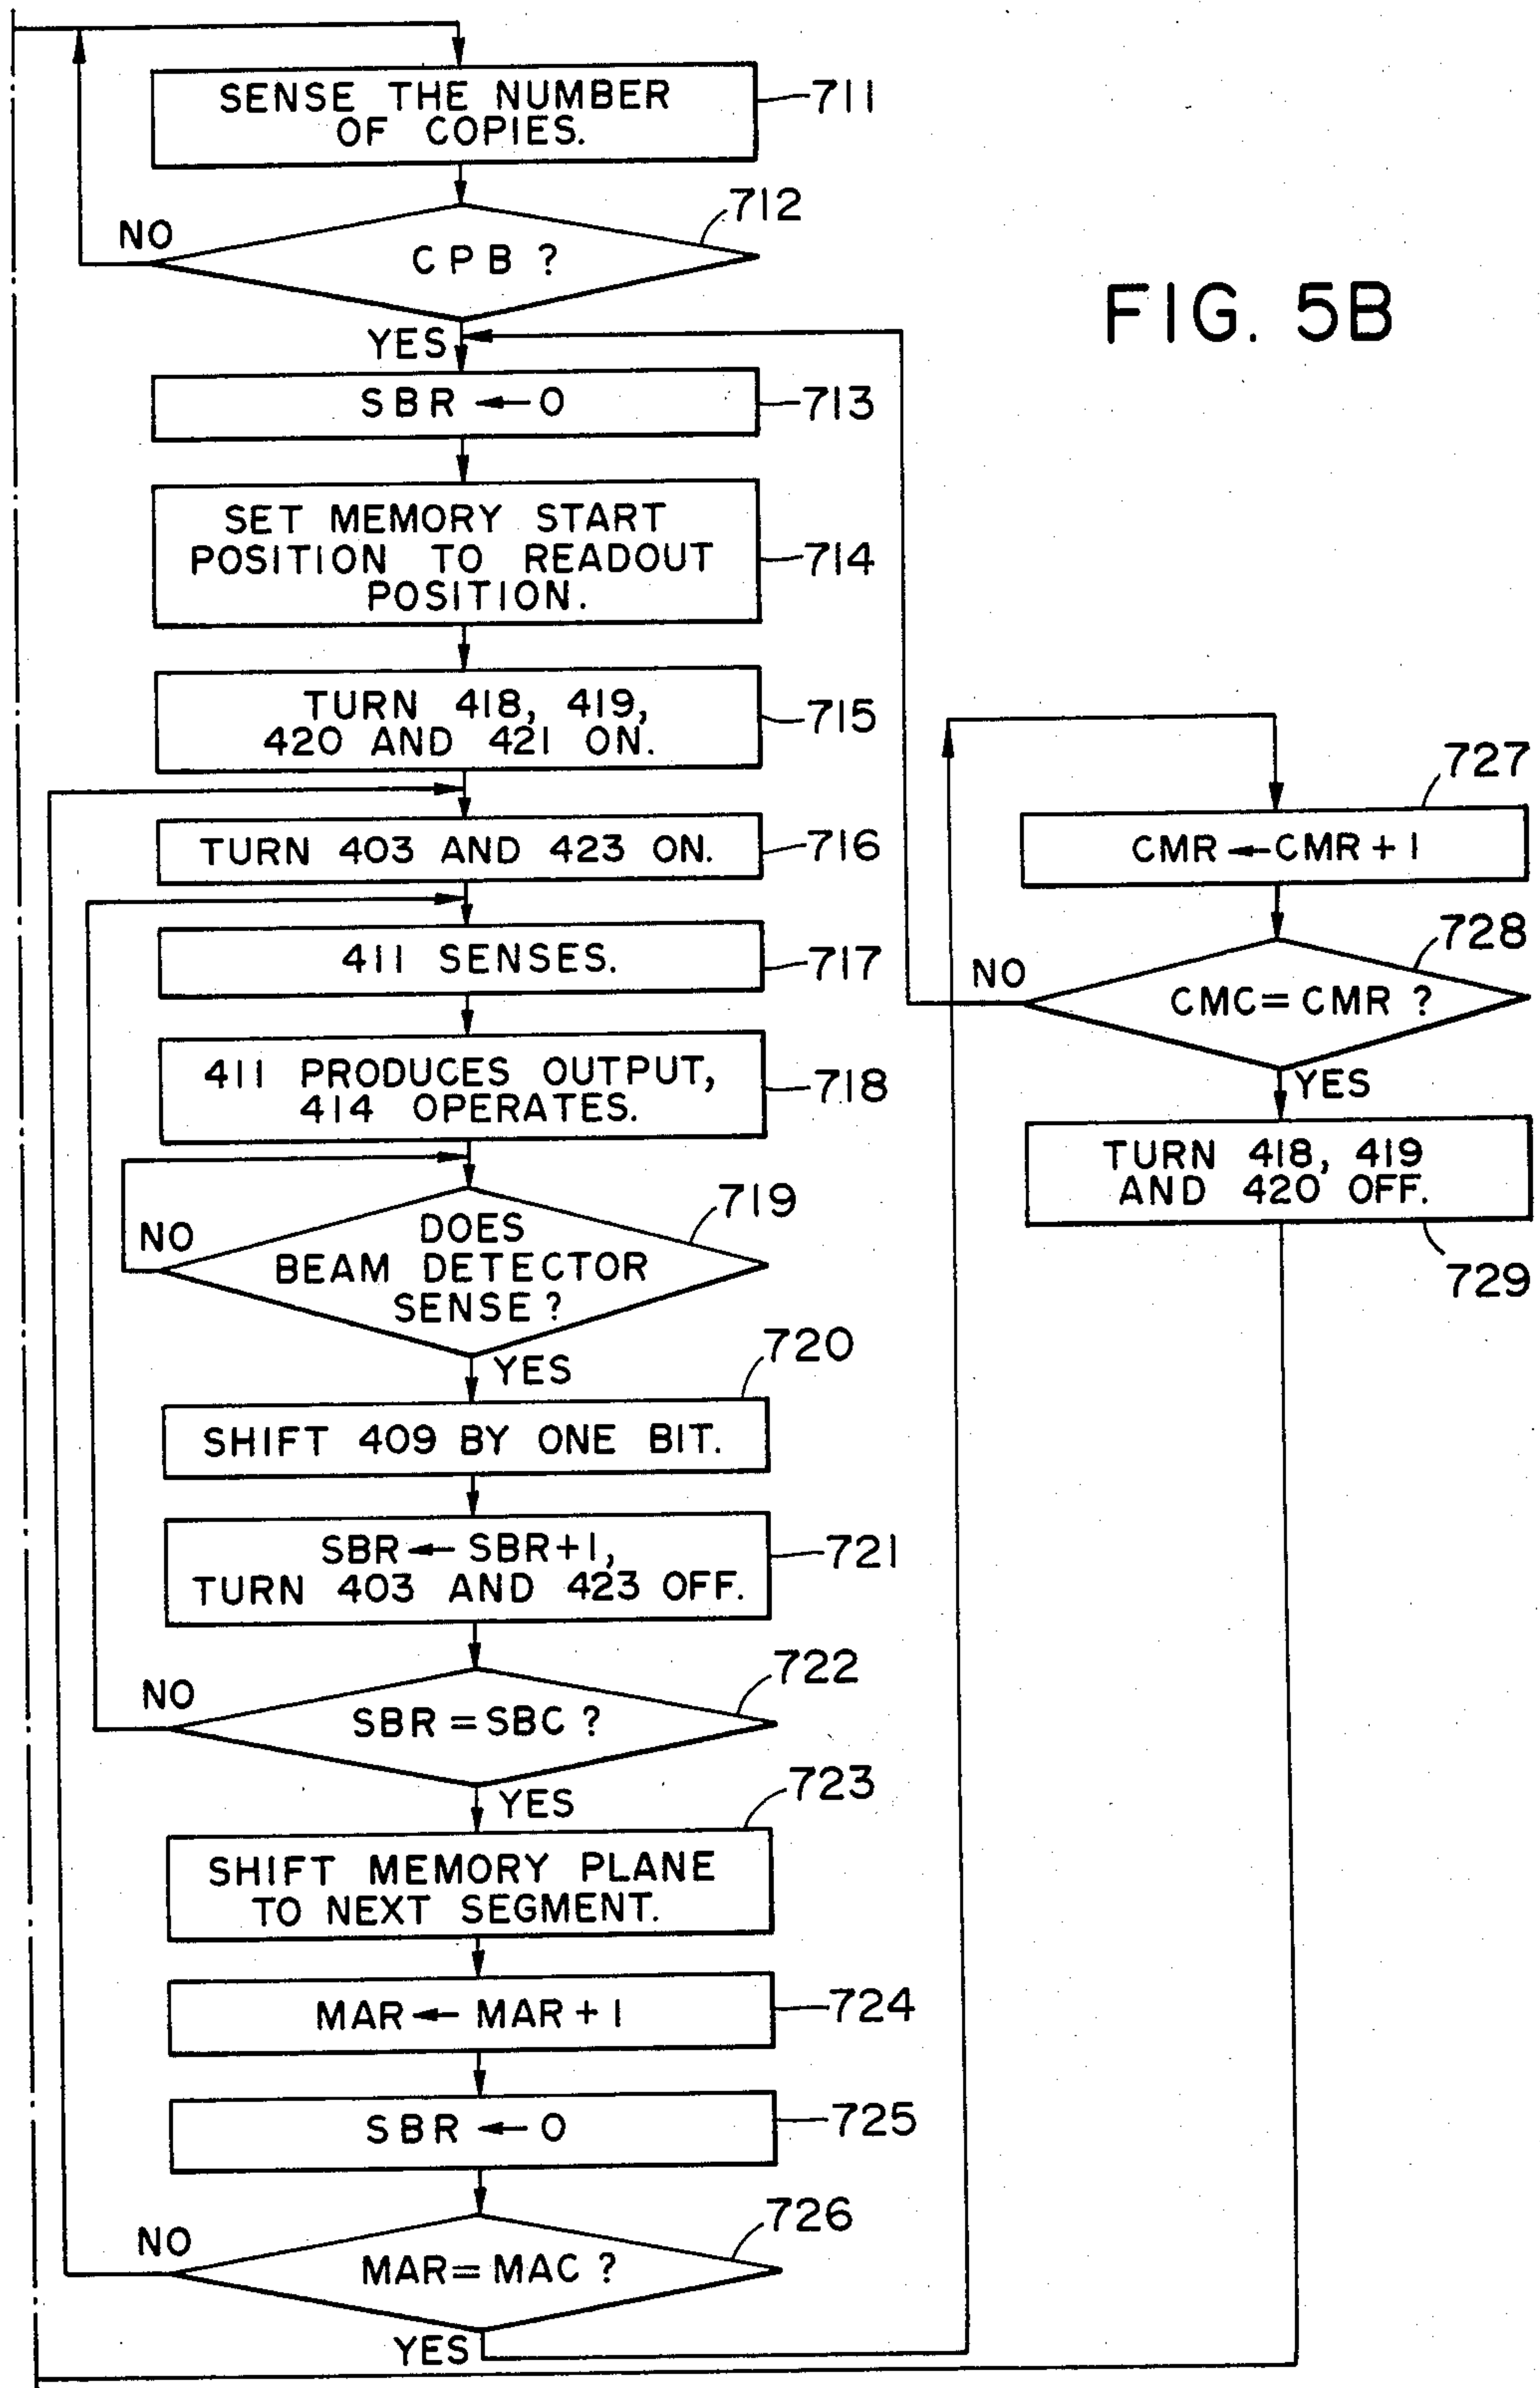 SENSE THE NUMBER
OF COPIES.
711
712
NO
CPB ?
FIG. 5B
YES
SBR ← 0
713
SET MEMORY START
POSITION TO READOUT
POSITION.
714
TURN 418, 419,
420 AND 421 ON.
715
TURN 403 AND 423 ON.
716
411 SENSES.
717
411 PRODUCES OUTPUT,
414 OPERATES.
718
719
NO
DOES
BEAM DETECTOR
SENSE ?
YES
720
SHIFT 409 BY ONE BIT.
SBR ← SBR+1,
TURN 403 AND 423 OFF.
721
722
NO
SBR = SBC ?
YES
723
SHIFT MEMORY PLANE
TO NEXT SEGMENT.
MAR ← MAR + 1
724
SBR ← 0
725
726
NO
MAR = MAC ?
YES
727
CMR ← CMR + 1
728
NO
CMC = CMR ?
YES
TURN 418, 419
AND 420 OFF.
729